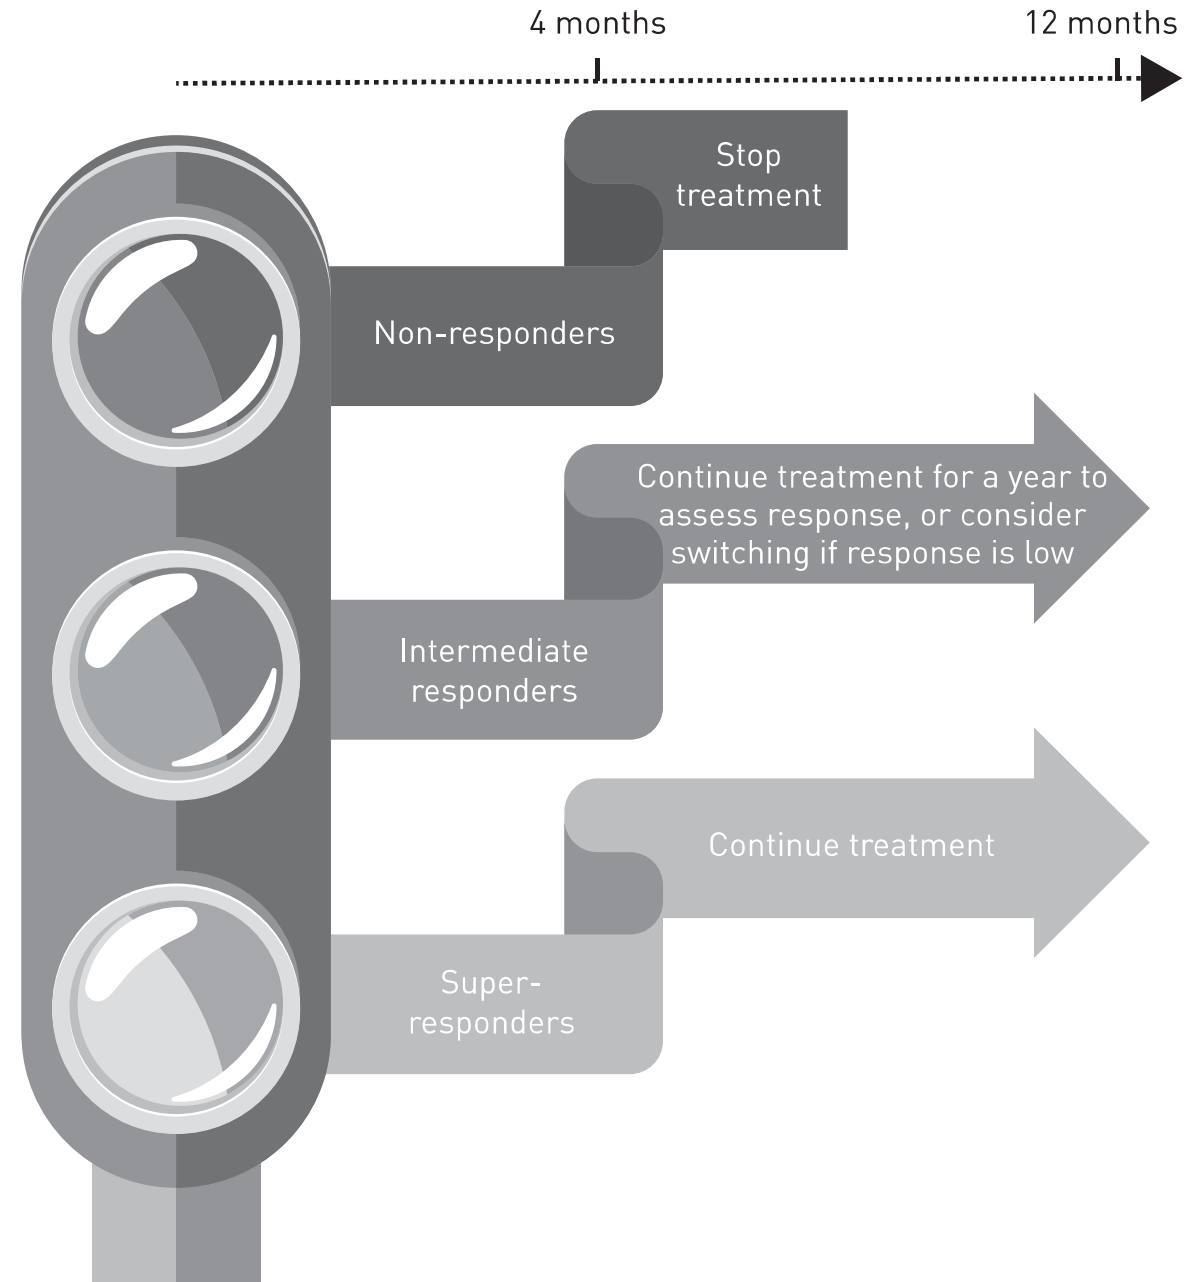 4 months
12 months
Stop
treatment
Non-responders
Continue treatment for a year to
assess response, or consider
switching if response is low
Intermediate
responders
Continue treatment
Super-
responders